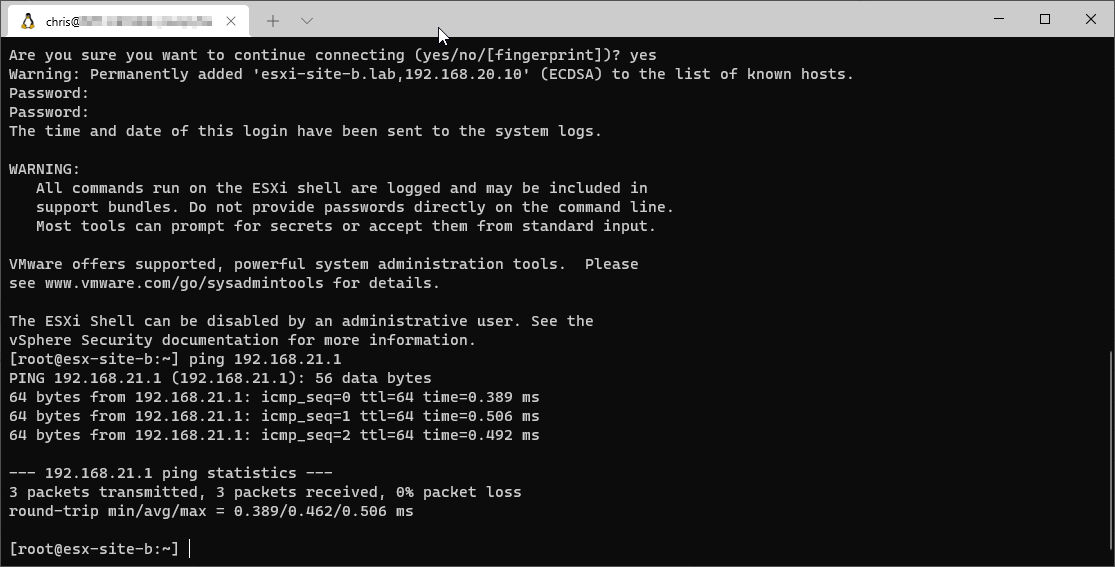 chris@
Are you sure you want to continue connecting (yes/no/[fingerprint])? yes
Warning: Permanently added 'esxi-site-b.lab,192.168.20.10' (ECDSA) to the list of known hosts.
Password:
Password:
The time and date of this login have been sent to the system logs.

WARNING:
   All commands run on the ESXi shell are logged and may be included in
   support bundles. Do not provide passwords directly on the command line.
   Most tools can prompt for secrets or accept them from standard input.

VMware offers supported, powerful system administration tools.  Please
see www.vmware.com/go/sysadmintools for details.

The ESXi Shell can be disabled by an administrative user. See the
vSphere Security documentation for more information.
[root@esx-site-b:~] ping 192.168.21.1
PING 192.168.21.1 (192.168.21.1): 56 data bytes
64 bytes from 192.168.21.1: icmp_seq=0 ttl=64 time=0.389 ms
64 bytes from 192.168.21.1: icmp_seq=1 ttl=64 time=0.506 ms
64 bytes from 192.168.21.1: icmp_seq=2 ttl=64 time=0.492 ms

--- 192.168.21.1 ping statistics ---
3 packets transmitted, 3 packets received, 0% packet loss
round-trip min/avg/max = 0.389/0.462/0.506 ms

[root@esx-site-b:~]